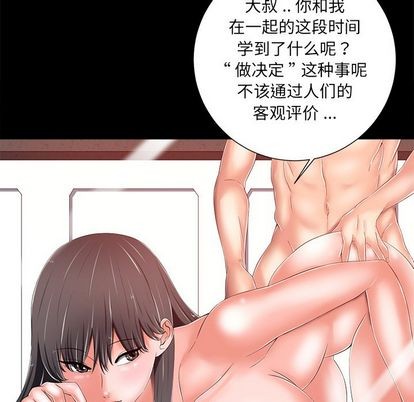 大叔 .. 你和我
在一起的这段时间
学到了什么呢？
“ 做决定 ” 这种事呢
不该通过人们的
客观评价 ...